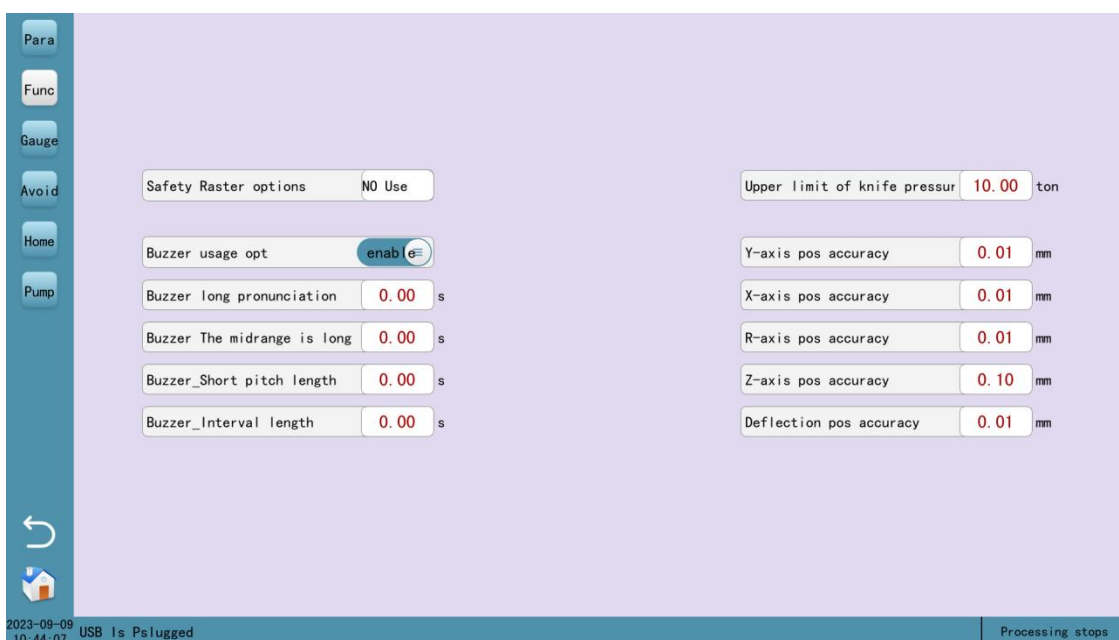 Para
Func
Gauge
Avoid
Home
Pump
Safety Raster options NO Use
Buzzer usage opt enable
Buzzer long pronunciation 0.00 s
Buzzer The midrange is long 0.00 s
Buzzer_Short pitch length 0.00 s
Buzzer_Interval length 0.00 s
Upper limit of knife pressur 10.00 ton
Y-axis pos accuracy 0.01 mm
X-axis pos accuracy 0.01 mm
R-axis pos accuracy 0.01 mm
Z-axis pos accuracy 0.10 mm
Deflection pos accuracy 0.01 mm
2023-09-09
10:44:07
USB Is Pslugged
Processing stops